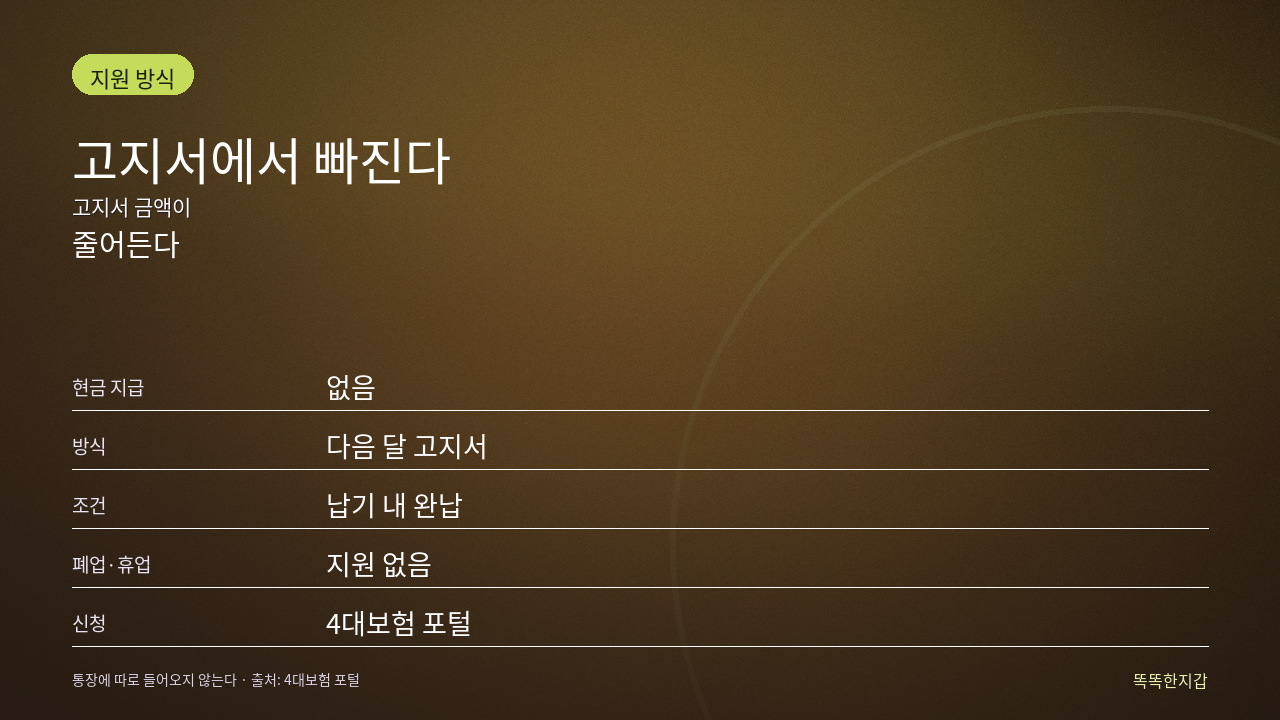 지원 방식
고지서에서 빠진다
고지서 금액이
줄어든다
현금 지급 없음
방식 다음 달 고지서
조건 납기 내 완납
폐업·휴업 지원 없음
신청 4대보험 포털
통장에 따로 들어오지 않는다 · 출처: 4대보험 포털
똑똑한지갑